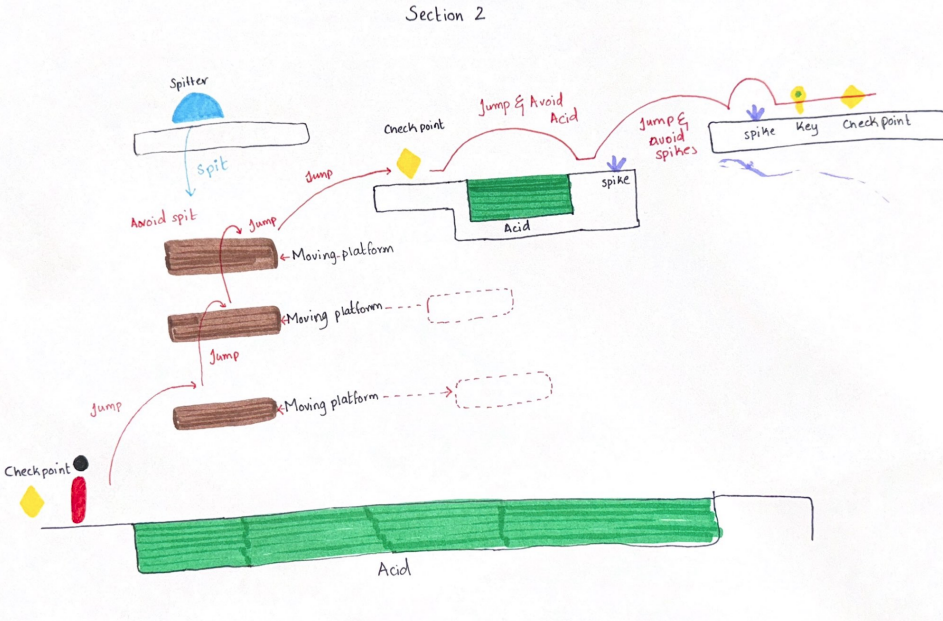 Section 2
Spitter
Spit
Avoid spit
Jump
Jump
Checkpoint
Jump & Avoid
Acid
Jump &
avoid
spikes
spike
Acid
spike
Key
Checkpoint
Moving platform
Moving platform
Jump
Moving platform
Jump
Checkpoint
Acid